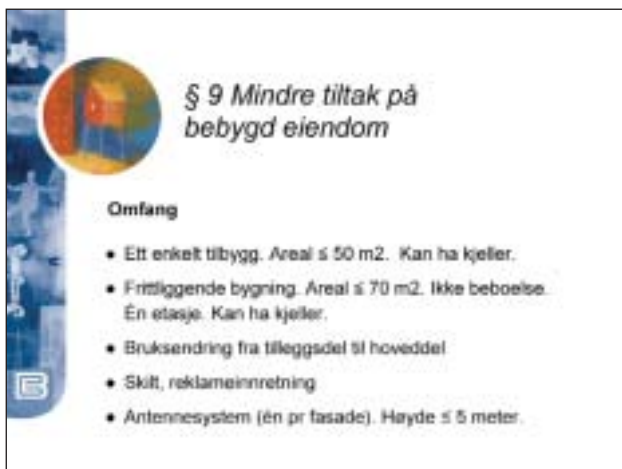 § 9 Mindre tiltak på
bebygd eiendom
Omfang
• Ett enkelt tilbygg. Areal ≤ 50 m2. Kan ha kjeller.
• Frittliggende bygning. Areal ≤ 70 m2. Ikke beboelse.
Én etasje. Kan ha kjeller.
• Bruksendring fra tilleggsdel til hoveddel
• Skilt, reklameinnretning
• Antennesystem (én pr fasade). Høyde ≤ 5 meter.